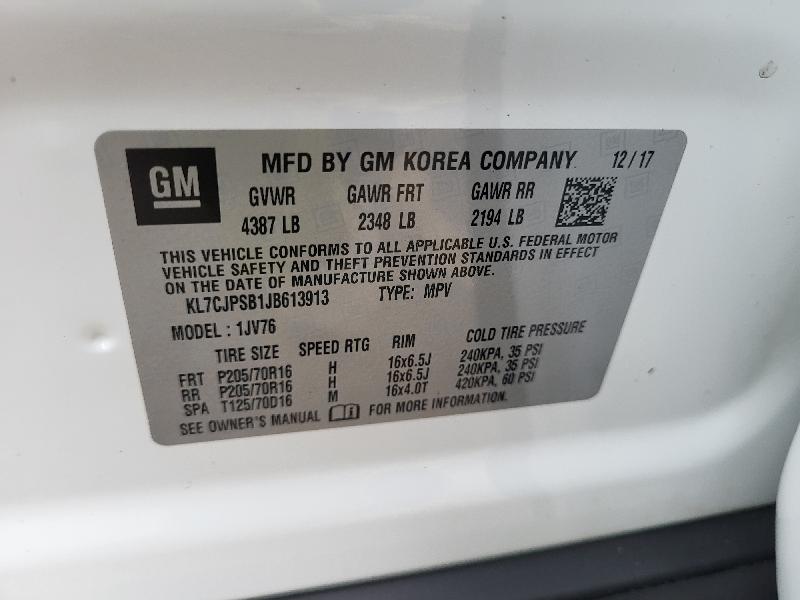 GM MFD BY GM KOREA COMPANY 12/17
GVWR GAWR FRT GAWR RR
4387 LB 2348 LB 2194 LB
THIS VEHICLE CONFORMS TO ALL APPLICABLE U.S. FEDERAL MOTOR
VEHICLE SAFETY AND THEFT PREVENTION STANDARDS IN EFFECT
ON THE DATE OF MANUFACTURE SHOWN ABOVE.
KL7CJPSB1JB613913 TYPE: MPV
MODEL : 1JV76
TIRE SIZE SPEED RTG RIM COLD TIRE PRESSURE
FRT P205/70R16 H 16x6.5J 240KPA, 35 PSI
RR P205/70R16 H 16x6.5J 240KPA, 35 PSI
SPA T125/70D16 M 16x4.0T 420KPA, 60 PSI
SEE OWNER'S MANUAL FOR MORE INFORMATION.